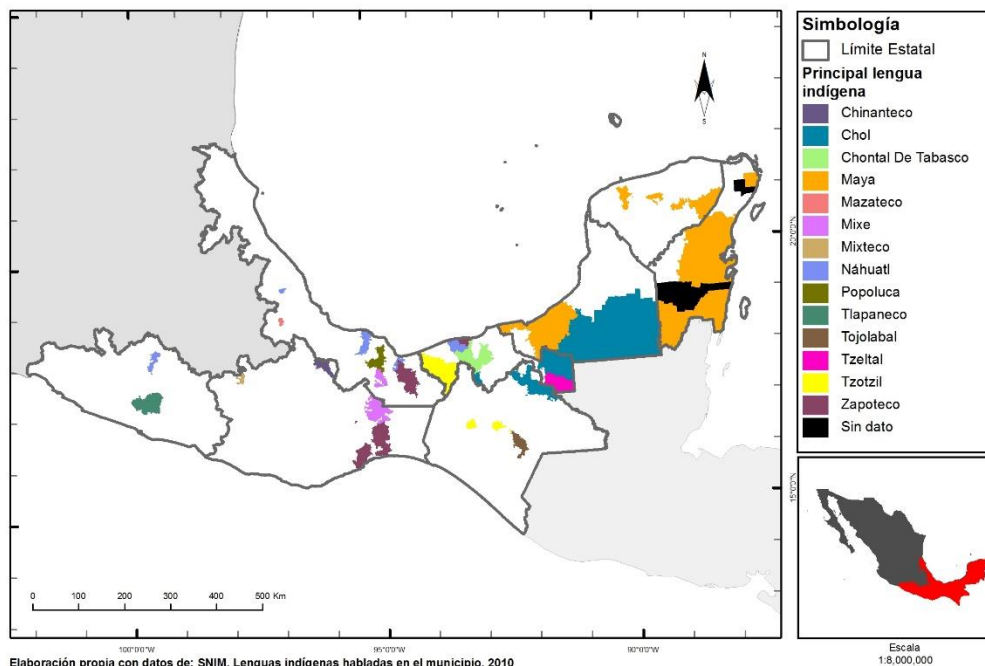 Simbología
Límite Estatal
Principal lengua
indígena
Chinanteco
Chol
Chontal De Tabasco
Maya
Mazateco
Mixe
Mixteco
Náhuatl
Popoluca
Tlapaneco
Tojolabal
Tzeltal
Tzotzil
Zapoteco
Sin dato
N
S
20°0'0"N
15°0'0"N
0 50 100 200 300 400 500 Km
100°0'0"W
95°0'0"W
90°0'0"W
Elaboración propia con datos de: SNIM. Lenguas indígenas habladas en el municipio, 2010
Escala
1:8,000,000